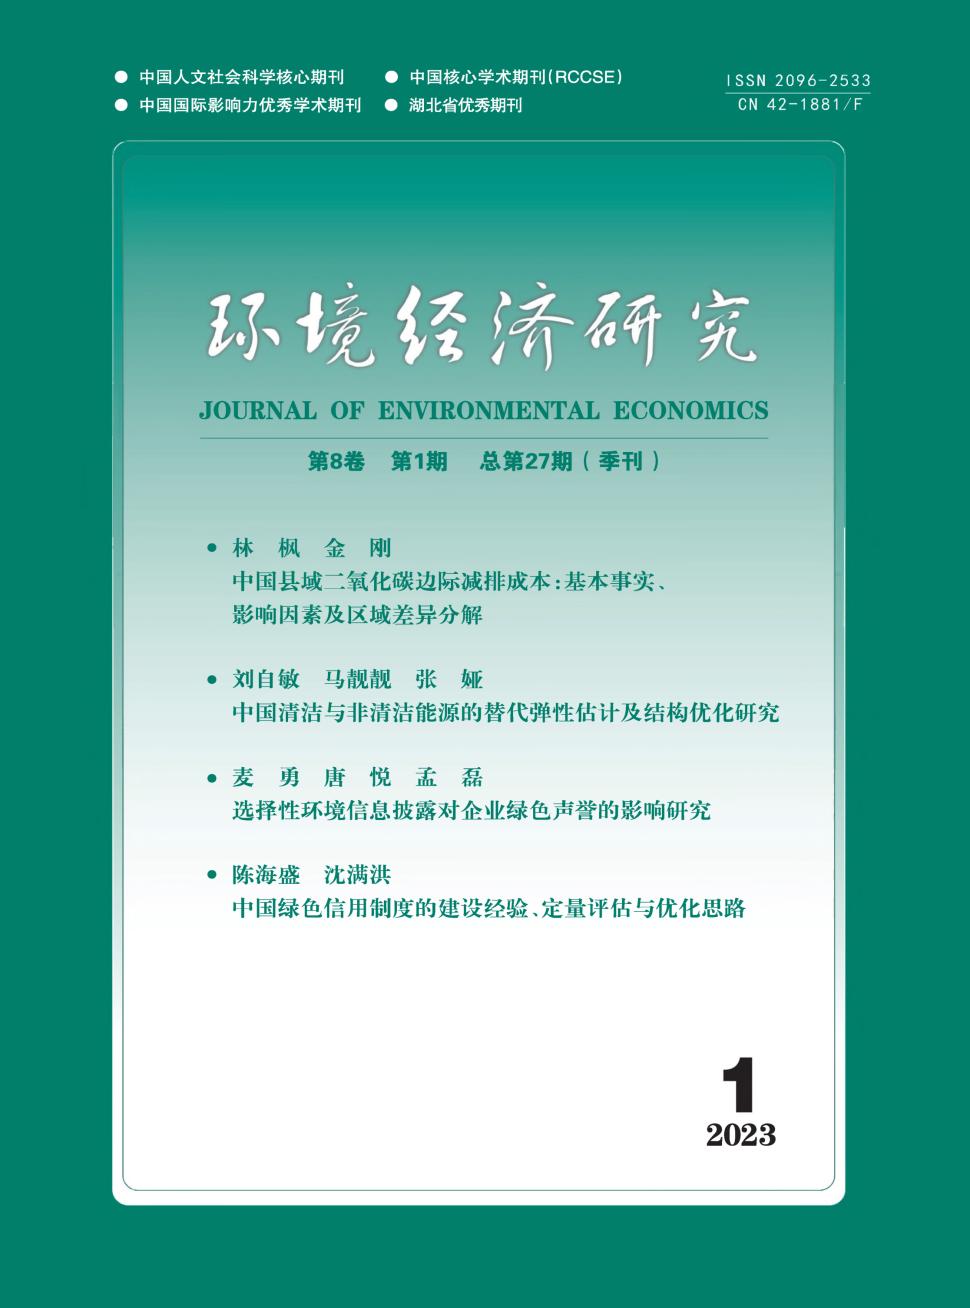 ● 中国人文社会科学核心期刊 ● 中国核心学术期刊(RCCSE)
● 中国国际影响力优秀学术期刊 ● 湖北省优秀期刊
ISSN 2096-2533
CN 42-1881/F
环境经济研究
JOURNAL OF ENVIRONMENTAL ECONOMICS
第8卷 第1期 总第27期(季刊)
● 林 枫 金 刚
中国县域二氧化碳边际减排成本:基本事实、
影响因素及区域差异分解
● 刘自敏 马靓靓 张 娅
中国清洁与非清洁能源的替代弹性估计及结构优化研究
● 麦 勇 唐 悦 孟 磊
选择性环境信息披露对企业绿色声誉的影响研究
● 陈海盛 沈满洪
中国绿色信用制度的建设经验、定量评估与优化思路
1
2023